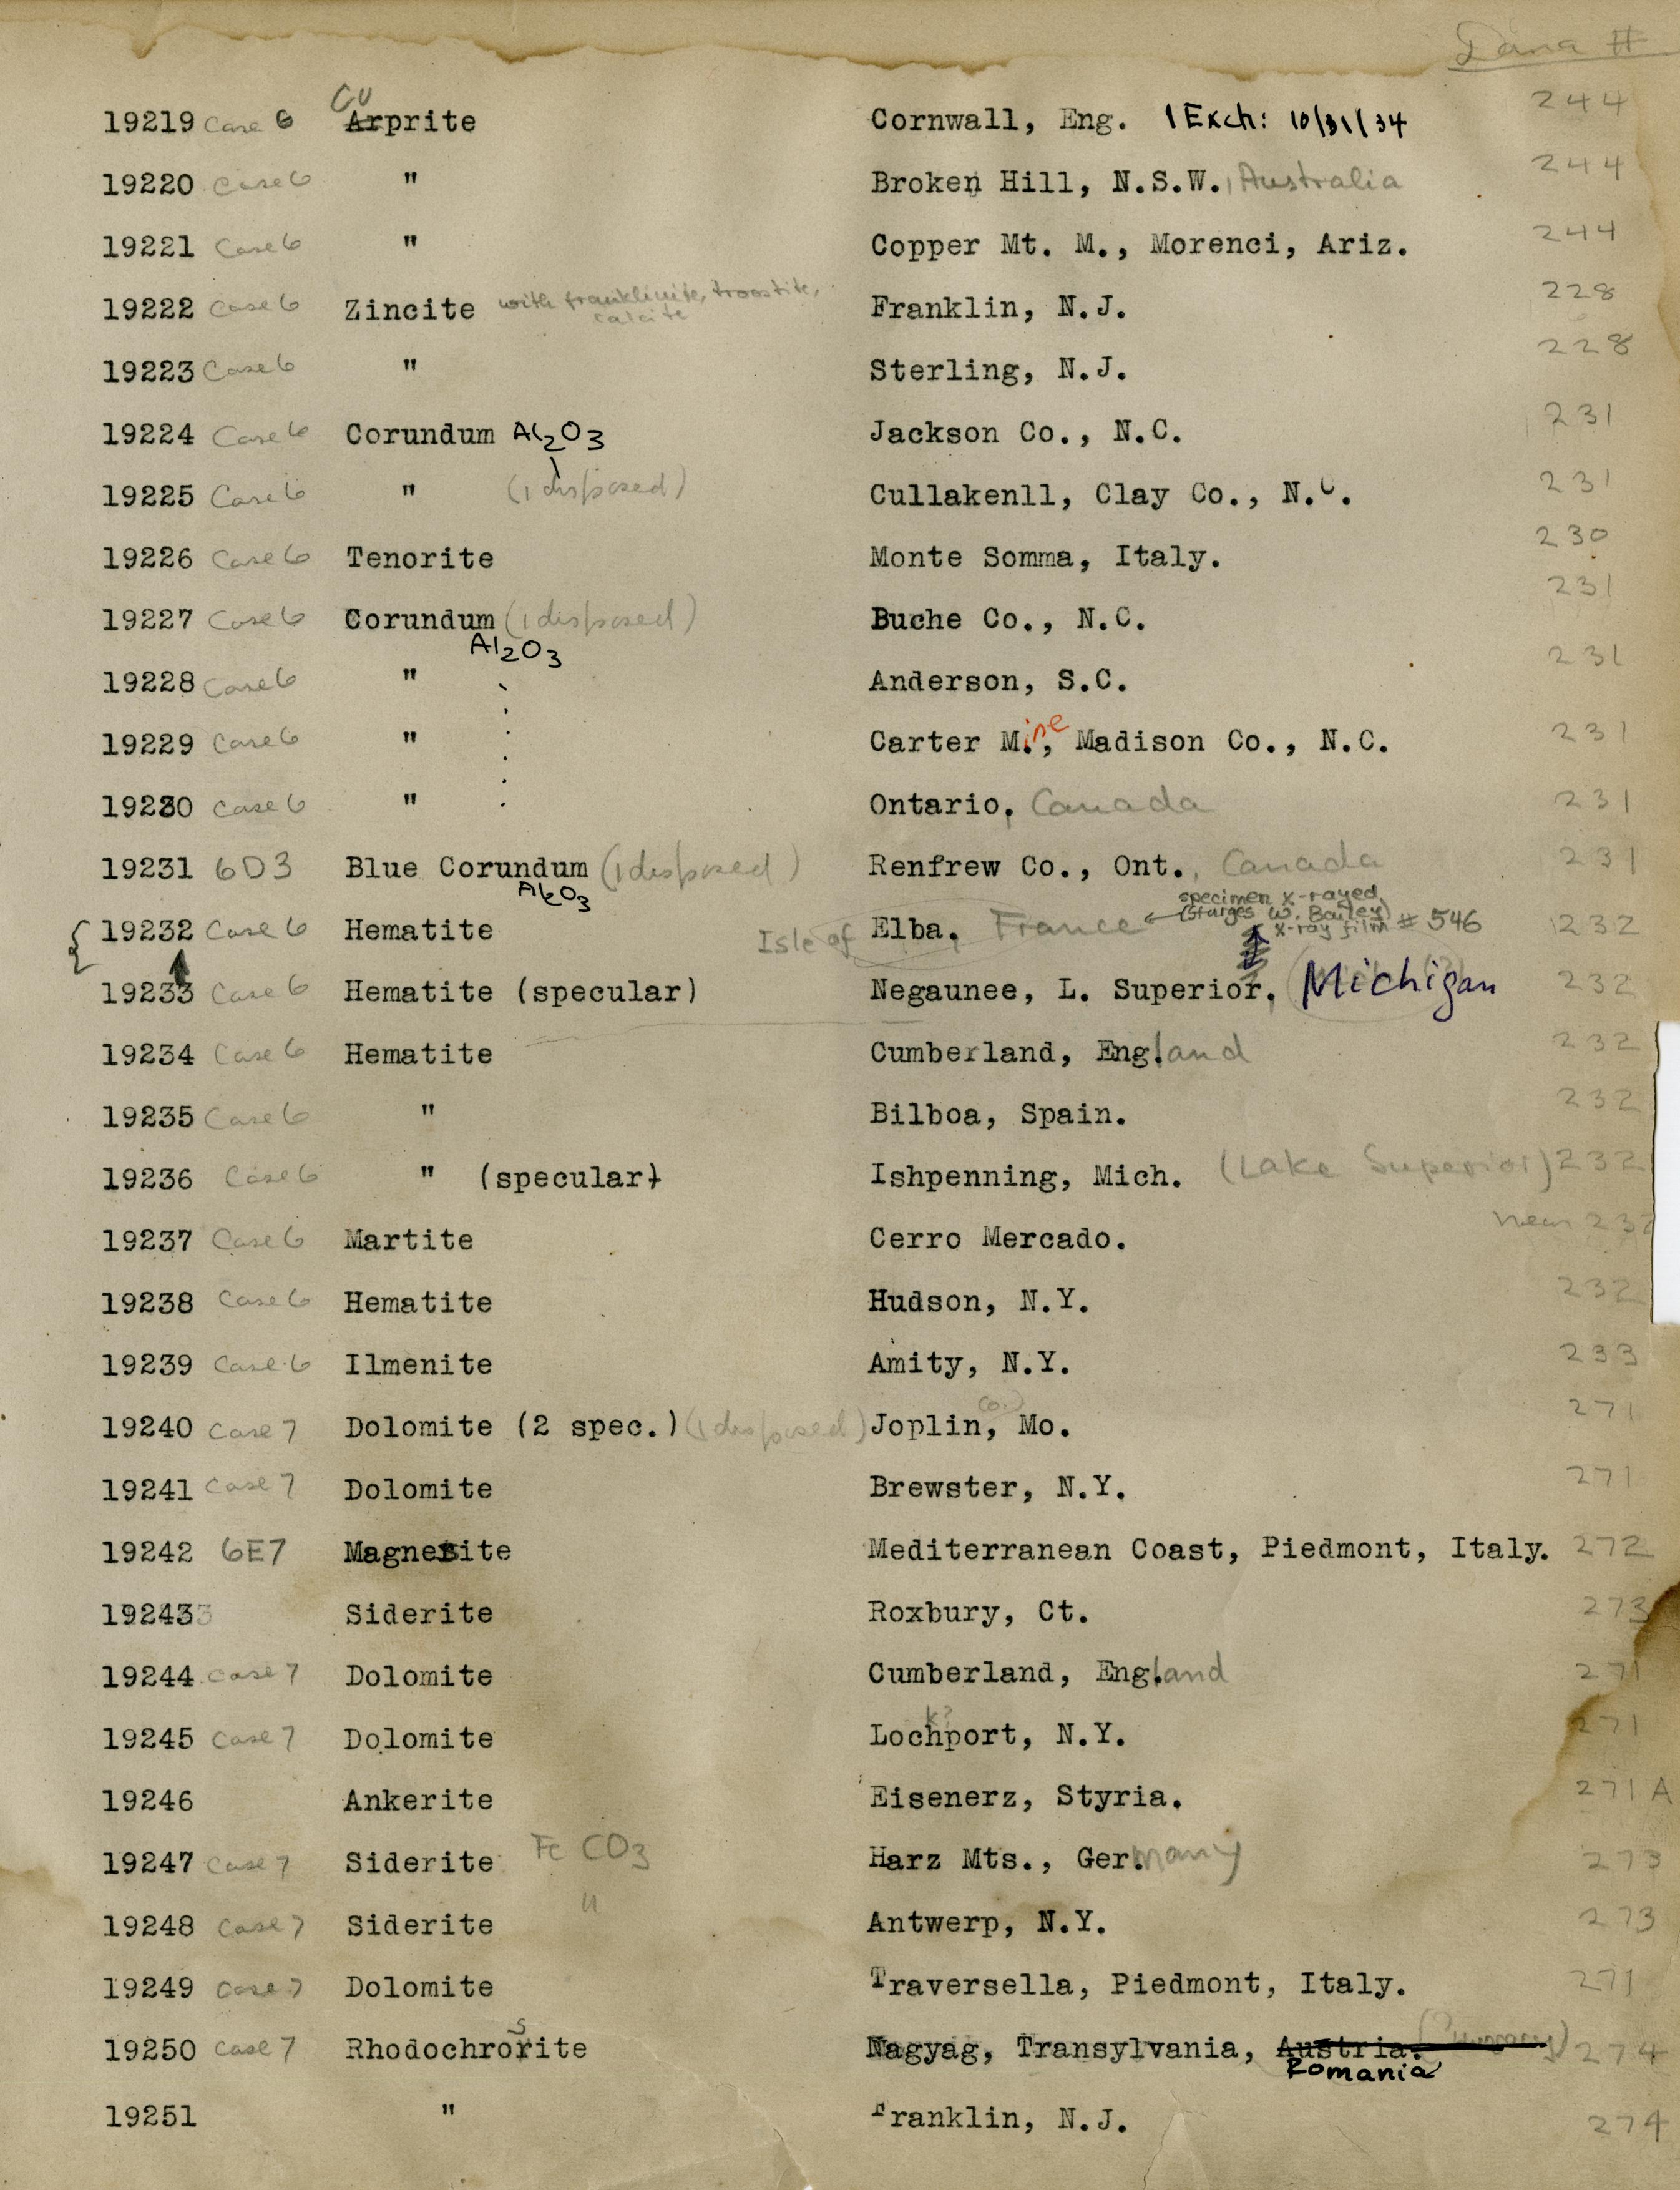 Dana #
19219 Case 6 CuArprite Cornwall, Eng. 1 Exch: 10/31/34 244
19220 Case 6 " Broken Hill, N.S.W., Australia 244
19221 Case 6 " Copper Mt. M., Morenci, Ariz. 244
19222 Case 6 Zincite with franklinite, troostite, calcite Franklin, N.J. 228
19223 Case 6 " Sterling, N.J. 228
19224 Case 6 Corundum Al2O3 Jackson Co., N.C. 231
19225 Case 6 " (1 disposed) Cullakenll, Clay Co., N.C. 231
19226 Case 6 Tenorite Monte Somma, Italy. 230
19227 Case 6 Corundum (1 disposed) Buche Co., N.C. 231
Al2O3
19228 Case 6 " Anderson, S.C. 231
19229 Case 6 " Carter Mine, Madison Co., N.C. 231
19230 Case 6 " Ontario, Canada 231
19231 6D3 Blue Corundum (1 disposed) Renfrew Co., Ont., Canada 231
Al2O3
specimen x-rayed
(Sturges W. Bailey)
x-ray film # 546
19232 Case 6 Hematite Isle of Elba, France 232
19233 Case 6 Hematite (specular) Negaunee, L. Superior, Michigan 232
19234 Case 6 Hematite Cumberland, England 232
19235 Case 6 " Bilboa, Spain. 232
19236 Case 6 " (specular) Ishpenning, Mich. (Lake Superior) 232
19237 Case 6 Martite Cerro Mercado. near 232
19238 Case 6 Hematite Hudson, N.Y. 232
19239 Case 6 Ilmenite Amity, N.Y. 233
19240 Case 7 Dolomite (2 spec.) (1 disposed) Joplin, (Co.) Mo. 271
19241 Case 7 Dolomite Brewster, N.Y. 271
19242 6E7 Magnesite Mediterranean Coast, Piedmont, Italy. 272
19243 3 Siderite Roxbury, Ct. 273
19244 Case 7 Dolomite Cumberland, England 271
k?
19245 Case 7 Dolomite Lochport, N.Y. 271
19246 Ankerite Eisenerz, Styria. 271A
19247 Case 7 Siderite FeCO3 Harz Mts., Germany 273
19248 Case 7 Siderite " Antwerp, N.Y. 273
19249 Case 7 Dolomite Traversella, Piedmont, Italy. 271
s
19250 Case 7 Rhodochrorite Nagyag, Transylvania, Austria. 274
Romania
19251 " Franklin, N.J. 274